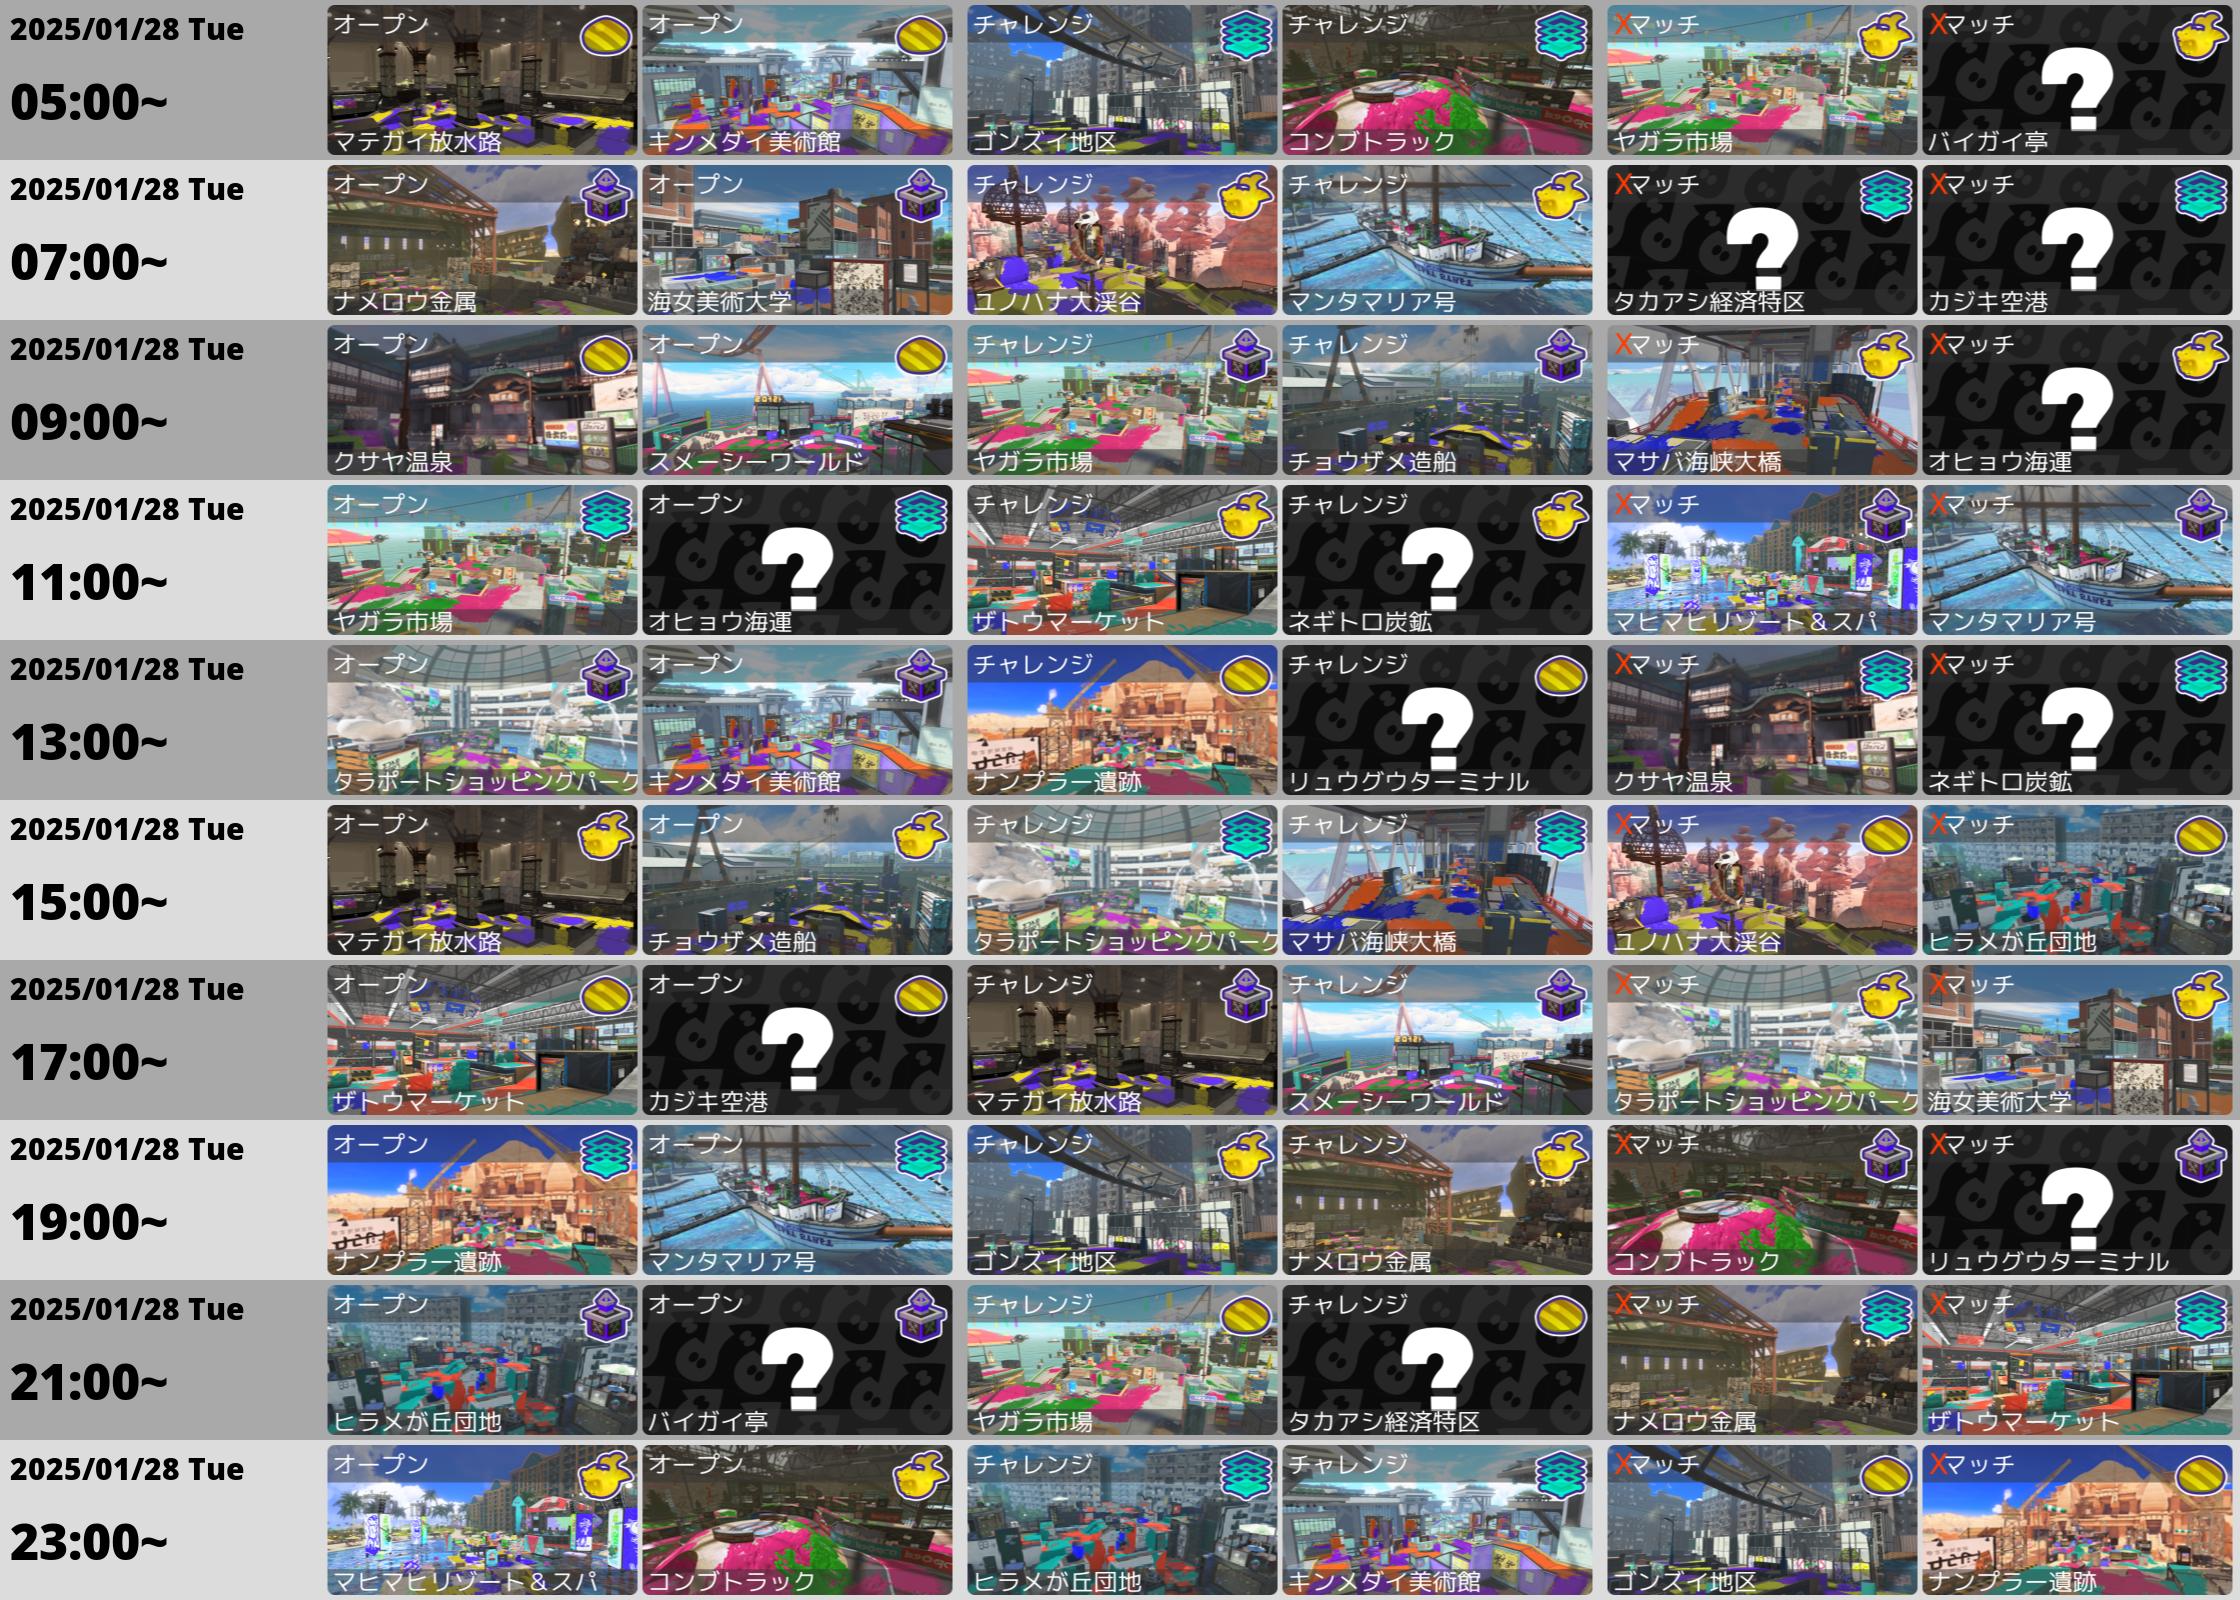 2025/01/28 Tue
05:00~
オープン
マテガイ放水路
オープン
キンメダイ美術館
チャレンジ
ゴンズイ地区
チャレンジ
コンブトラック
Xマッチ
ヤガラ市場
Xマッチ
?
バイガイ亭
2025/01/28 Tue
07:00~
オープン
ナメロウ金属
オープン
海女美術大学
チャレンジ
ユノハナ大渓谷
チャレンジ
マンタマリア号
Xマッチ
?
タカアシ経済特区
Xマッチ
?
カジキ空港
2025/01/28 Tue
09:00~
オープン
クサヤ温泉
オープン
スメーシーワールド
チャレンジ
ヤガラ市場
チャレンジ
チョウザメ造船
Xマッチ
マサバ海峡大橋
Xマッチ
?
オヒョウ海運
2025/01/28 Tue
11:00~
オープン
ヤガラ市場
オープン
?
オヒョウ海運
チャレンジ
ザトウマーケット
チャレンジ
?
ネギトロ炭鉱
Xマッチ
マヒマヒリゾート&スパ
Xマッチ
マンタマリア号
2025/01/28 Tue
13:00~
オープン
タラポートショッピングパーク
オープン
キンメダイ美術館
チャレンジ
ナンプラー遺跡
チャレンジ
?
リュウグウターミナル
Xマッチ
クサヤ温泉
Xマッチ
?
ネギトロ炭鉱
2025/01/28 Tue
15:00~
オープン
マテガイ放水路
オープン
チョウザメ造船
チャレンジ
タラポートショッピングパーク
チャレンジ
マサバ海峡大橋
Xマッチ
ユノハナ大渓谷
Xマッチ
ヒラメが丘団地
2025/01/28 Tue
17:00~
オープン
ザトウマーケット
オープン
?
カジキ空港
チャレンジ
マテガイ放水路
チャレンジ
スメーシーワールド
Xマッチ
タラポートショッピングパーク
Xマッチ
海女美術大学
2025/01/28 Tue
19:00~
オープン
ナンプラー遺跡
オープン
マンタマリア号
チャレンジ
ゴンズイ地区
チャレンジ
ナメロウ金属
Xマッチ
コンブトラック
Xマッチ
?
リュウグウターミナル
2025/01/28 Tue
21:00~
オープン
ヒラメが丘団地
オープン
?
バイガイ亭
チャレンジ
ヤガラ市場
チャレンジ
?
タカアシ経済特区
Xマッチ
ナメロウ金属
Xマッチ
ザトウマーケット
2025/01/28 Tue
23:00~
オープン
マヒマヒリゾート&スパ
オープン
コンブトラック
チャレンジ
ヒラメが丘団地
チャレンジ
キンメダイ美術館
Xマッチ
ゴンズイ地区
Xマッチ
ナンプラー遺跡